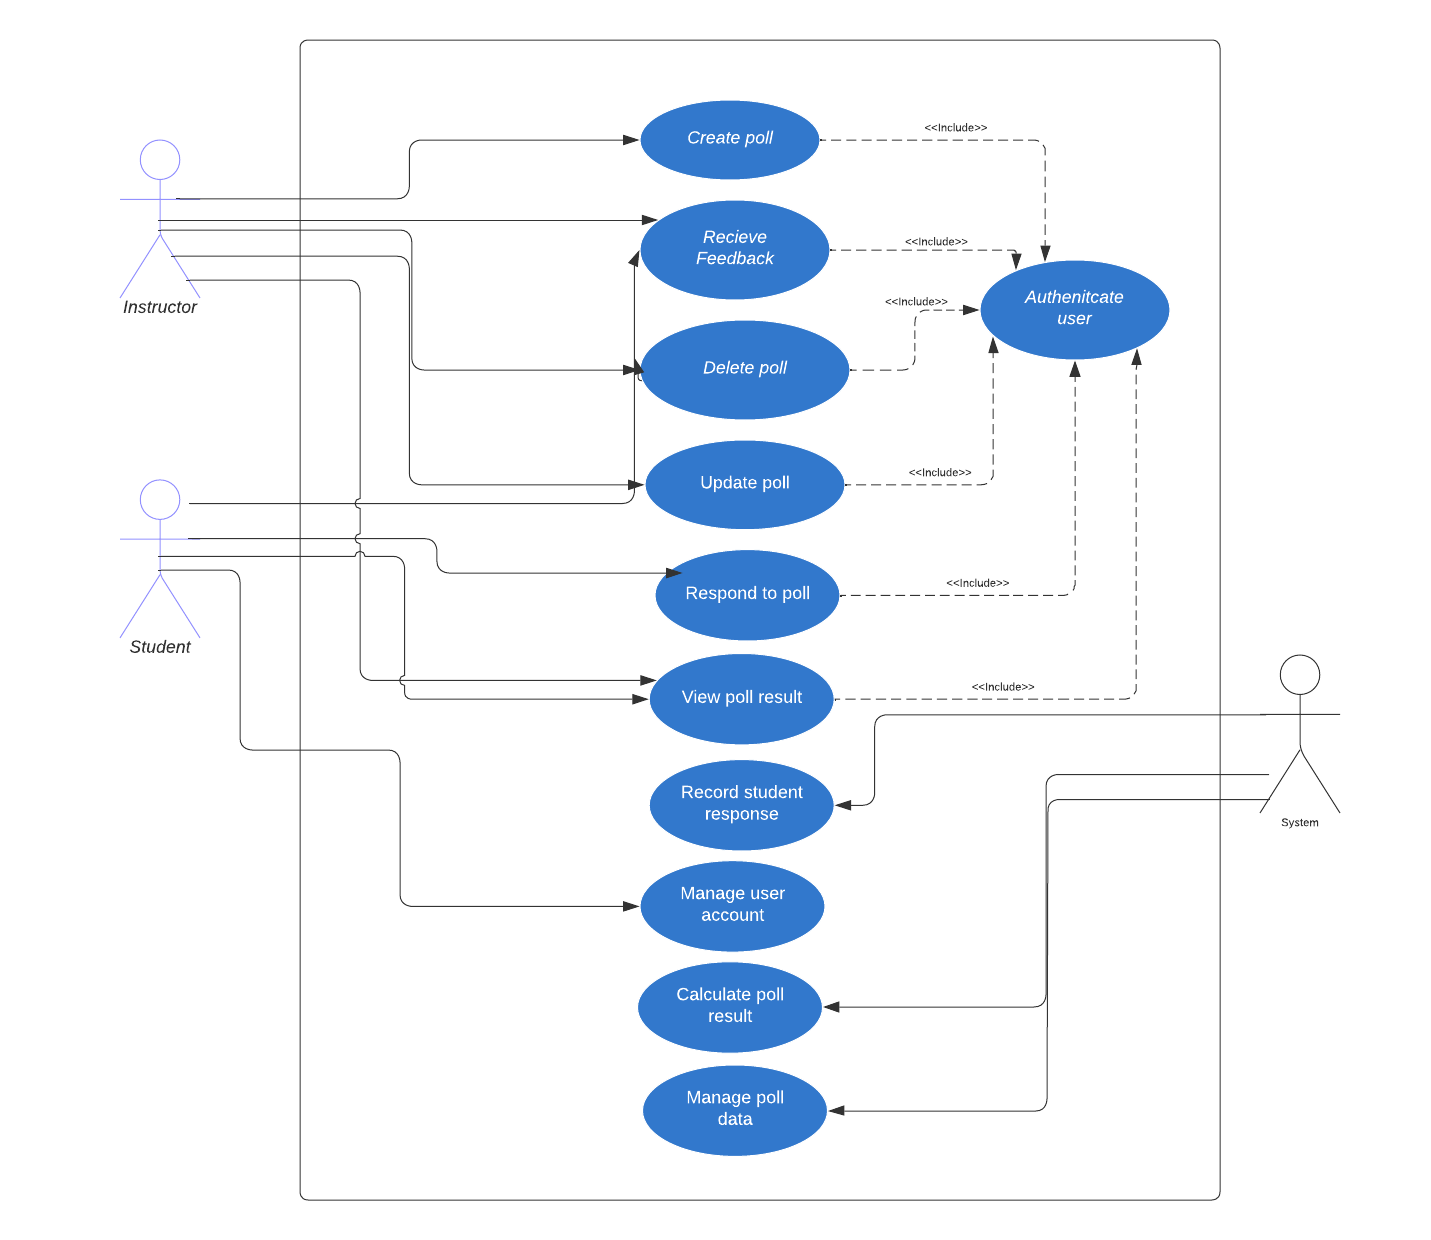 Create poll
<<Include>>
Recieve
Feedback
<<Include>>
Authenitcate
user
<<Include>>
Instructor
Delete poll
Update poll
<<Include>>
Respond to poll
<<Include>>
Student
View poll result
<<Include>>
Record student
response
System
Manage user
account
Calculate poll
result
Manage poll
data